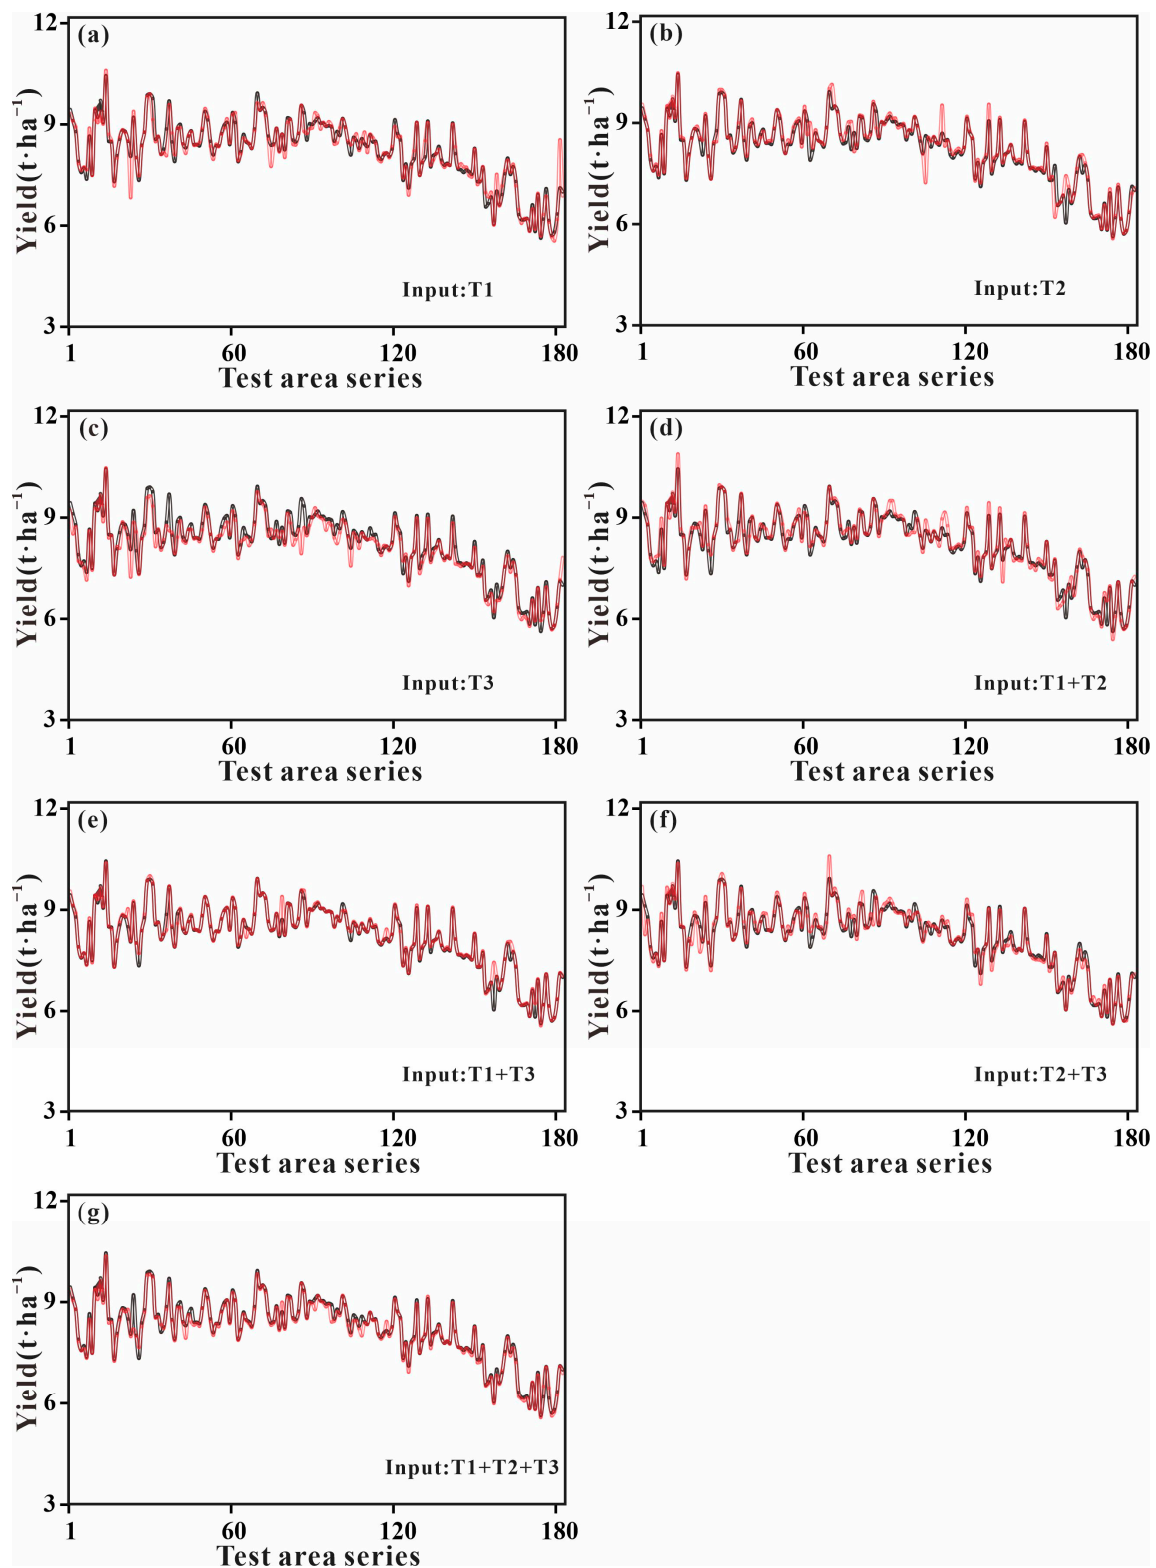 (a)
12
9
6
3
Yield(t·ha⁻¹)
Input:T1
1 60 120 180
Test area series
(b)
12
9
6
3
Yield(t·ha⁻¹)
Input:T2
1 60 120 180
Test area series
(c)
12
9
6
3
Yield(t·ha⁻¹)
Input:T3
1 60 120 180
Test area series
(d)
12
9
6
3
Yield(t·ha⁻¹)
Input:T1+T2
1 60 120 180
Test area series
(e)
12
9
6
3
Yield(t·ha⁻¹)
Input:T1+T3
1 60 120 180
Test area series
(f)
12
9
6
3
Yield(t·ha⁻¹)
Input:T2+T3
1 60 120 180
Test area series
(g)
12
9
6
3
Yield(t·ha⁻¹)
Input:T1+T2+T3
1 60 120 180
Test area series